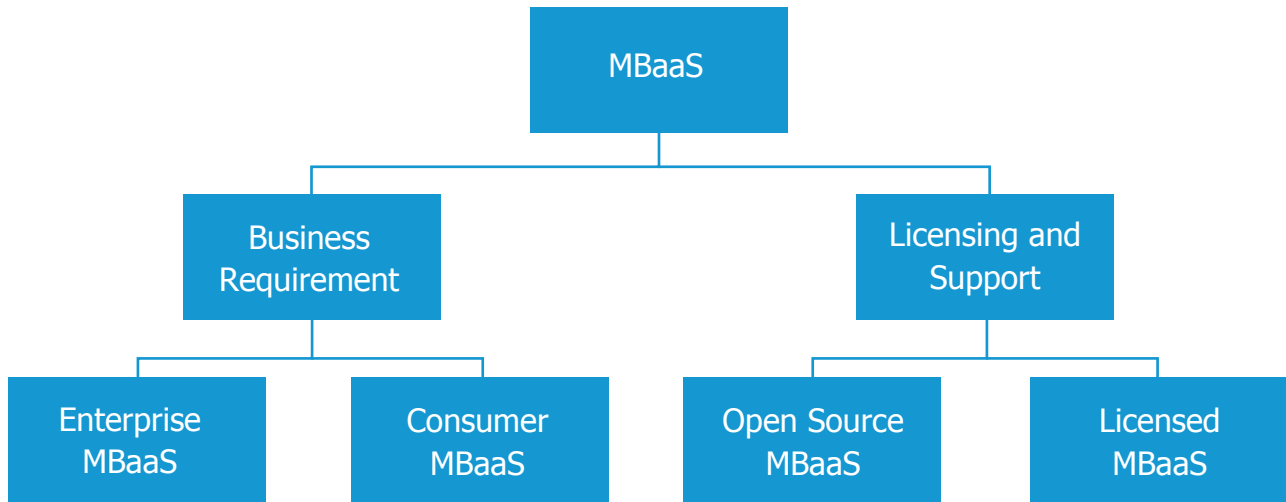 MBaaS
Business
Requirement
Licensing and
Support
Enterprise
MBaaS
Consumer
MBaaS
Open Source
MBaaS
Licensed
MBaaS